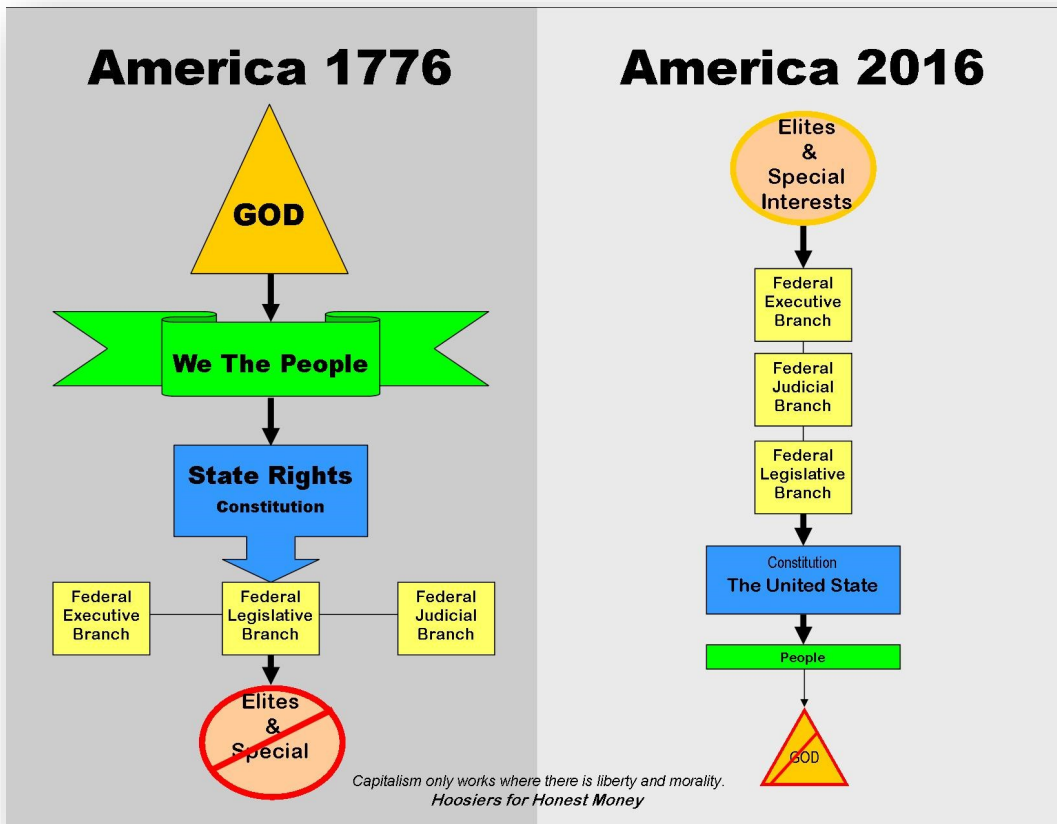 America 1776
GOD
We The People
State Rights
Constitution
Federal
Executive
Branch
Federal
Legislative
Branch
Federal
Judicial
Branch
Elites
&
Special
America 2016
Elites
&
Special
Interests
Federal
Executive
Branch
Federal
Judicial
Branch
Federal
Legislative
Branch
Constitution
The United State
People
GOD
Capitalism only works where there is liberty and morality.
Hoosiers for Honest Money